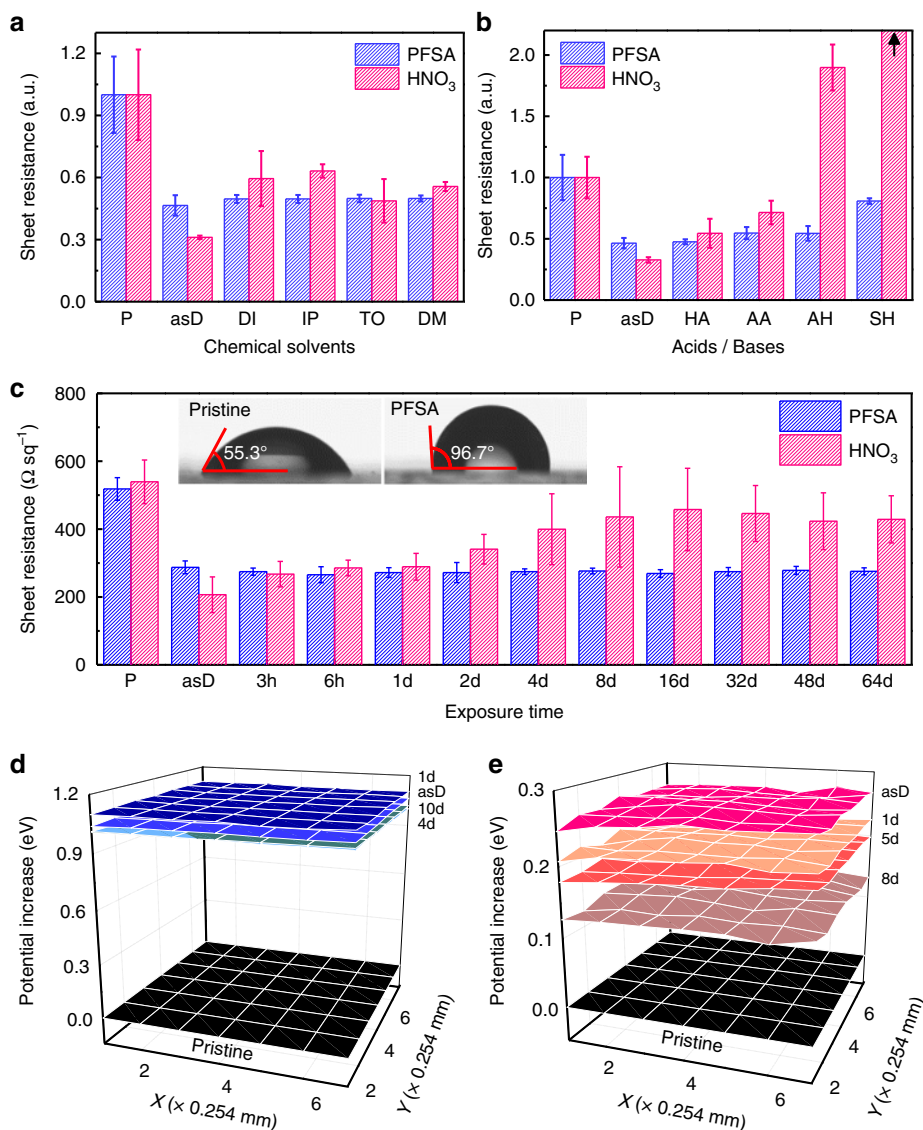 a
PFSA
HNO₃
Sheet resistance (a.u.)
1.2
0.9
0.6
0.3
0.0
P asD DI IP TO DM
Chemical solvents
b
PFSA
HNO₃
Sheet resistance (a.u.)
2.0
1.5
1.0
0.5
0.0
P asD HA AA AH SH
Acids / Bases
c
Pristine
55.3°
PFSA
96.7°
PFSA
HNO₃
Sheet resistance (Ω sq⁻¹)
800
600
400
200
0
P asD 3h 6h 1d 2d 4d 8d 16d 32d 48d 64d
Exposure time
d
Potential increase (eV)
1.2
0.9
0.6
0.3
0.0
1d
asD
10d
4d
Pristine
2 4 6
X (× 0.254 mm)
2 4 6
Y (× 0.254 mm)
e
Potential increase (eV)
0.3
0.2
0.1
0.0
asD
1d
5d
8d
Pristine
2 4 6
X (× 0.254 mm)
2 4 6
Y (× 0.254 mm)